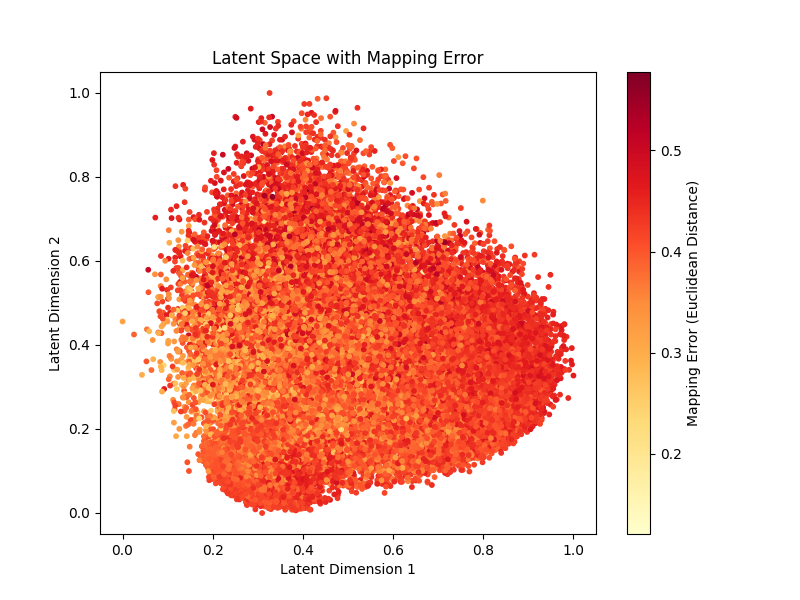 Latent Space with Mapping Error
1.0
0.8
0.6
0.4
0.2
0.0
Latent Dimension 2
0.0 0.2 0.4 0.6 0.8 1.0
Latent Dimension 1
0.5
0.4
0.3
0.2
Mapping Error (Euclidean Distance)